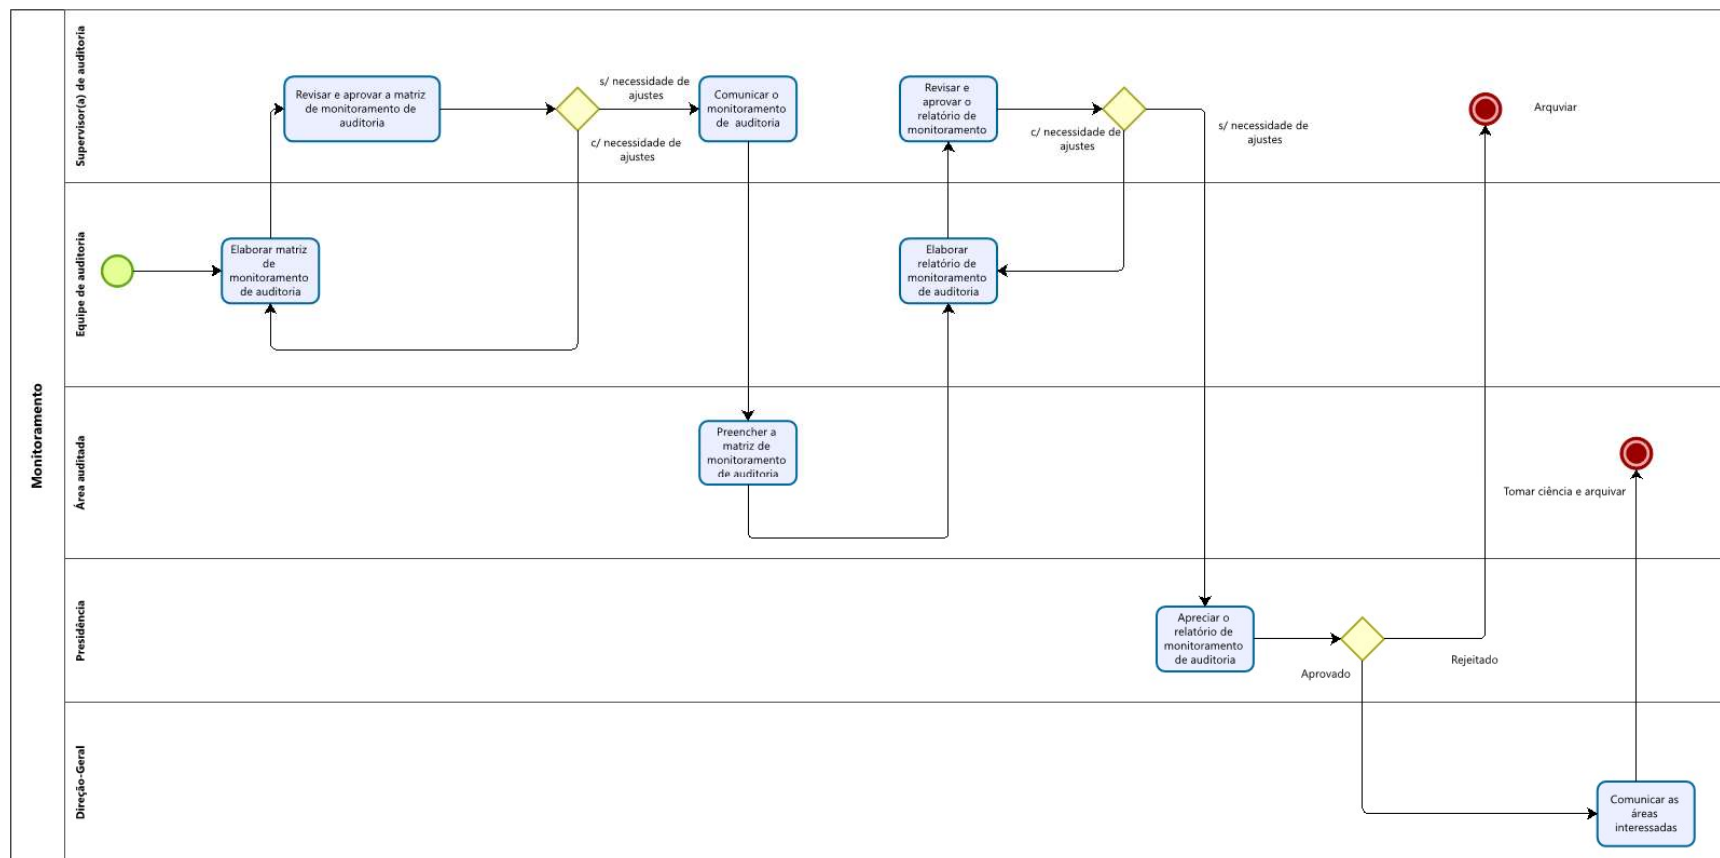 Monitoramento
Supervisor(a) de auditoria
Revisar e aprovar a matriz
de monitoramento de
auditoria
s/ necessidade de
ajustes
c/ necessidade de
ajustes
Comunicar o
monitoramento
de auditoria
Revisar e
aprovar o
relatório de
monitoramento
c/ necessidade de
ajustes
s/ necessidade de
ajustes
Arquviar
Equipe de auditoria
Elaborar matriz
de
monitoramento
de auditoria
Elaborar
relatório de
monitoramento
de auditoria
Área auditada
Preencher a
matriz de
monitoramento
de auditoria
Tomar ciência e arquivar
Presidência
Apreciar o
relatório de
monitoramento
de auditoria
Aprovado
Rejeitado
Direção-Geral
Comunicar as
áreas
interessadas